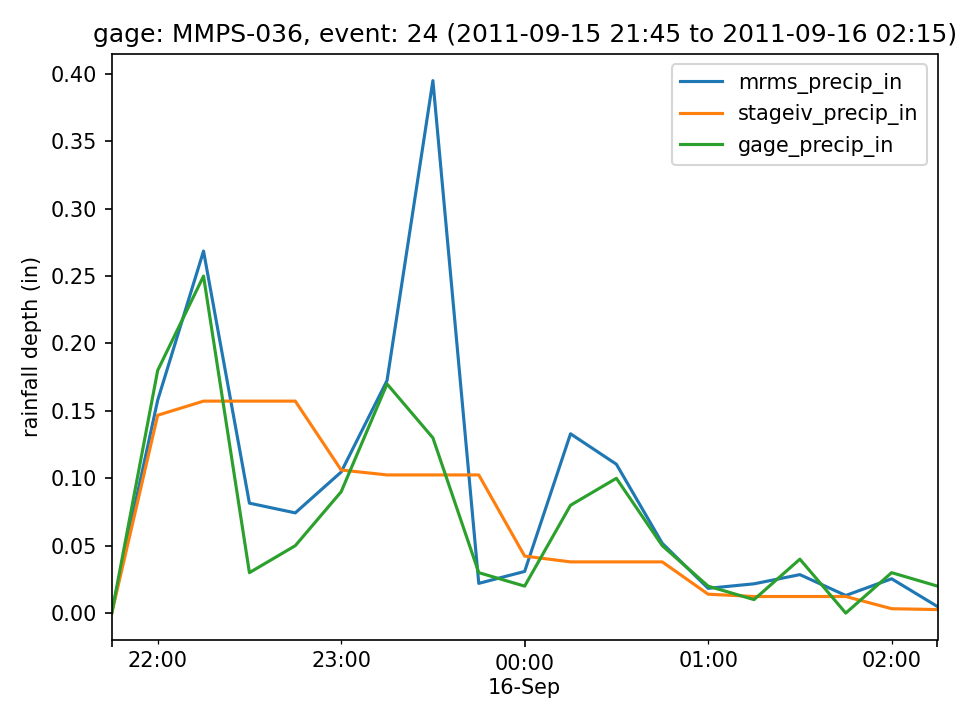 gage: MMPS-036, event: 24 (2011-09-15 21:45 to 2011-09-16 02:15)
mrms_precip_in
stageiv_precip_in
gage_precip_in
rainfall depth (in)
0.40
0.35
0.30
0.25
0.20
0.15
0.10
0.05
0.00
22:00 23:00 00:00 01:00 02:00
16-Sep